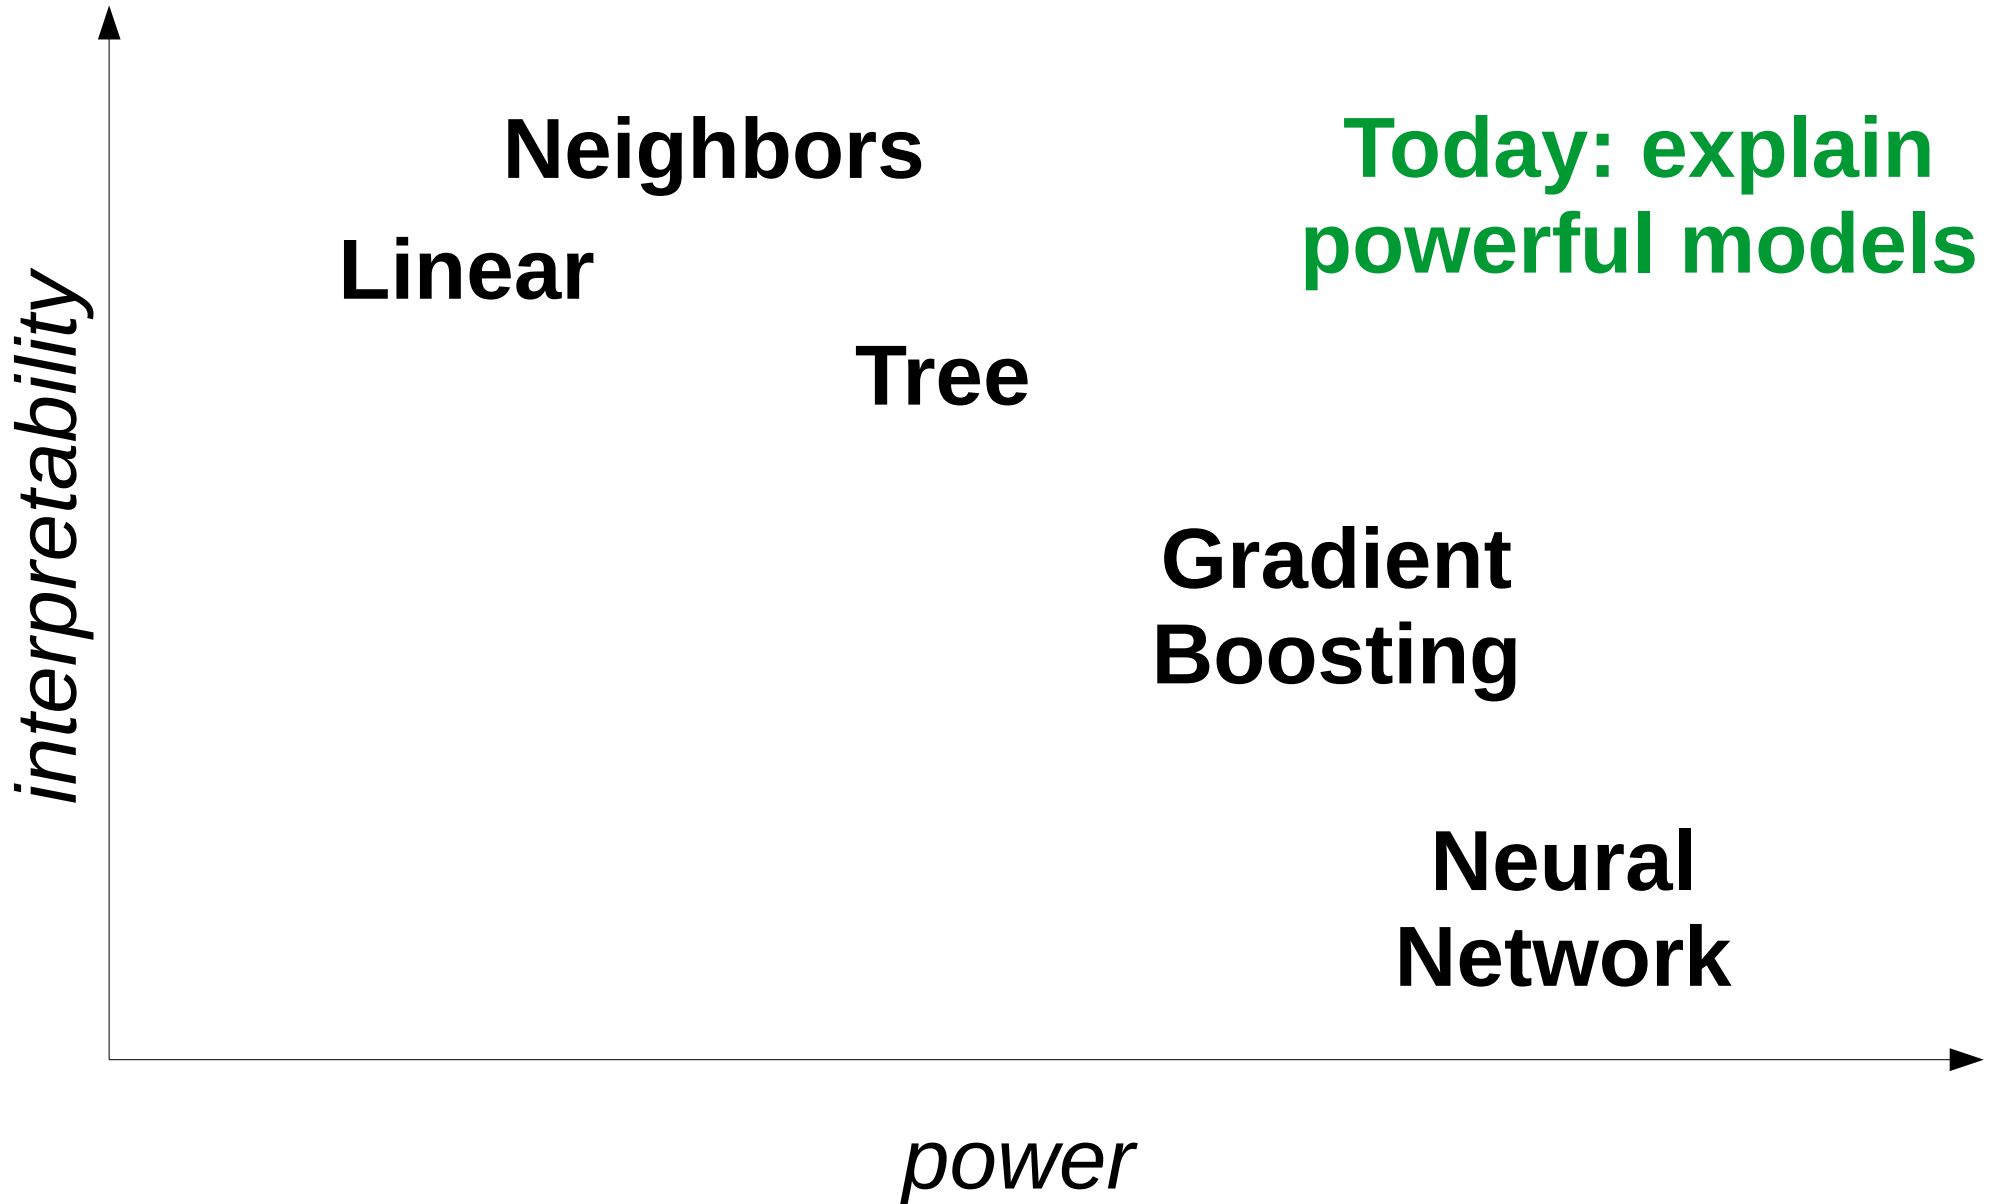 Neighbors
Today: explain
powerful models
Linear
Tree
interpretability
Gradient
Boosting
Neural
Network
power